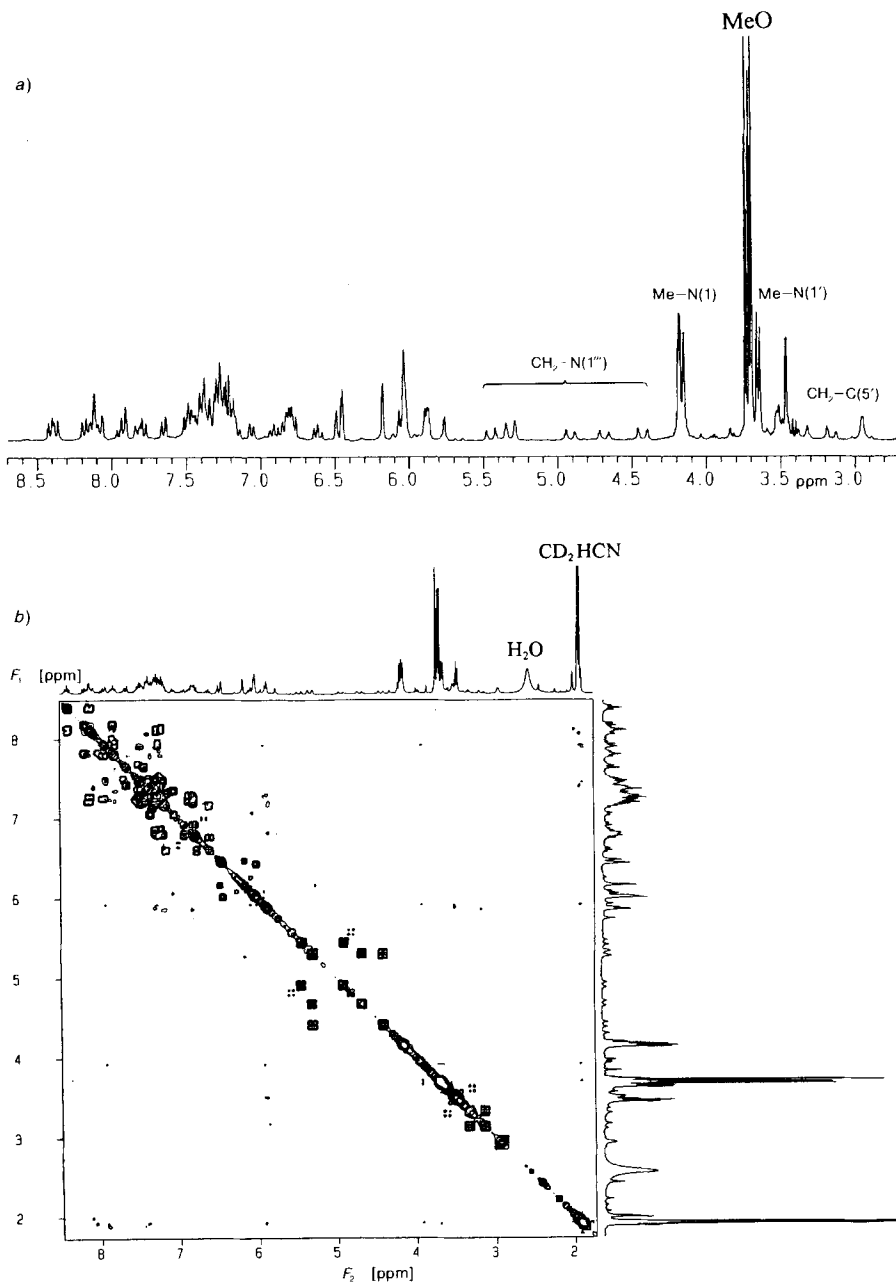 MeO
a)
Me–N(1)
Me–N(1')
CH₂–N(1''')
CH₂–C(5')
8.5 8.0 7.5 7.0 6.5 6.0 5.5 5.0 4.5 4.0 3.5 ppm 3.0
CD₂HCN
b)
H₂O
F₁ [ppm]
8
7
6
5
4
3
2
8 7 6 5 4 3 2
F₂ [ppm]